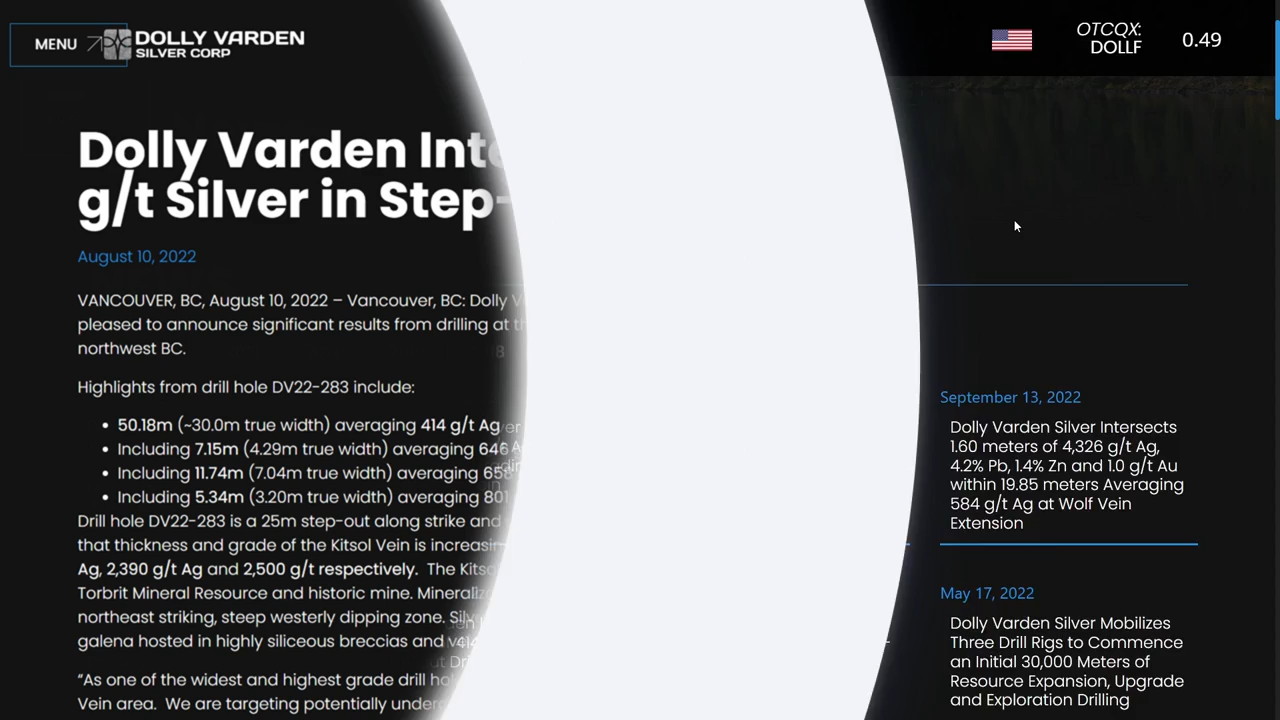 MENU
DOLLY VARDEN
SILVER CORP
OTCQX:
DOLLF
0.49
Dolly Varden
g/t Silver in Step-
August 10, 2022
VANCOUVER, BC, August 10, 2022 – Vancouver, BC: Dolly
pleased to announce significant results from drilling at
northwest BC.
Highlights from drill hole DV22-283 include:
• 50.18m (~30.0m true width) averaging 414 g/t Ag
• Including 7.15m (4.29m true width) averaging 646
• Including 11.74m (7.04m true width) averaging 658
• Including 5.34m (3.20m true width) averaging 801
Drill hole DV22-283 is a 25m step-out along strike and
that thickness and grade of the Kitsol Vein is
Ag, 2,390 g/t Ag and 2,500 g/t respectively. The
Torbrit Mineral Resource and historic mine.
northeast striking, steep westerly dipping zone.
galena hosted in highly siliceous breccias and
“As one of the widest and highest grade drill
Vein area. We are targeting potentially
September 13, 2022
Dolly Varden Silver Intersects
1.60 meters of 4,326 g/t Ag,
4.2% Pb, 1.4% Zn and 1.0 g/t Au
within 19.85 meters Averaging
584 g/t Ag at Wolf Vein
Extension
May 17, 2022
Dolly Varden Silver Mobilizes
Three Drill Rigs to Commence
an Initial 30,000 Meters of
Resource Expansion, Upgrade
and Exploration Drilling